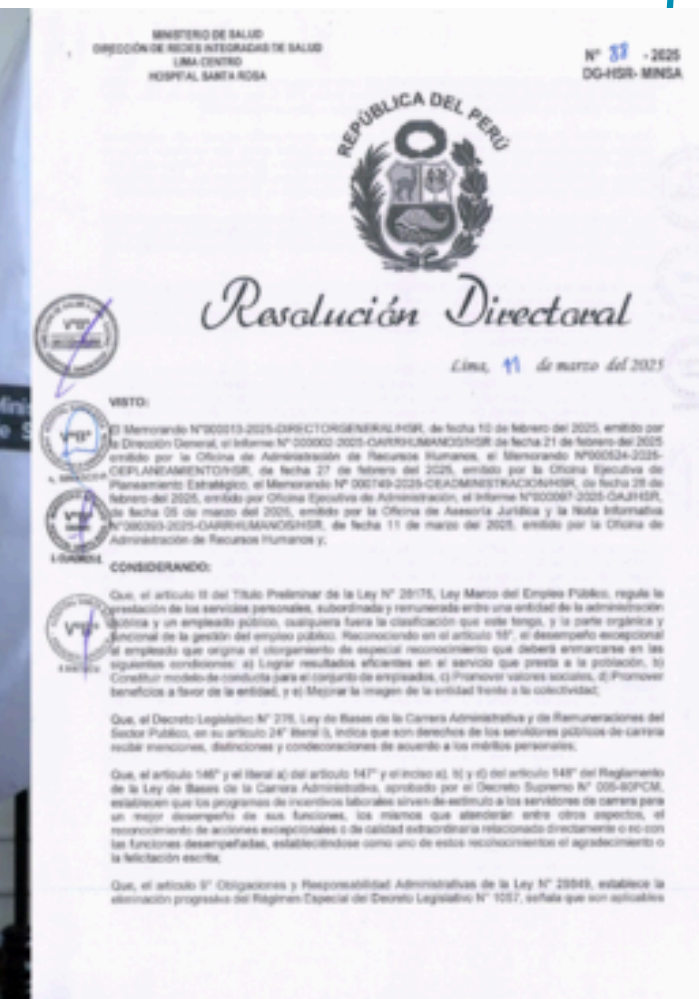 MINISTERIO DE SALUD
DIRECCIÓN DE REDES INTEGRADAS DE SALUD
LIMA CENTRO
HOSPITAL SANTA ROSA
N° 88 - 2025
DG-HSR- MINSA
REPÚBLICA DEL PERÚ
Resolución Directoral
Lima, 11 de marzo del 2025
VISTO:
El Memorando N°000013-2025-DIRECTORGENERAL/HSR, de fecha 10 de febrero del 2025, emitido por
la Dirección General, el Informe N° 000002-2025-OARRHUMANOS/HSR de fecha 21 de febrero del 2025
emitido por la Oficina de Administración de Recursos Humanos, el Memorando N°000524-2025-
OEPLANEAMIENTO/HSR, de fecha 27 de febrero del 2025, emitido por la Oficina Ejecutiva de
Planeamiento Estratégico, el Memorando N° 000749-2025-OEADMINISTRACION/HSR, de fecha 28 de
febrero del 2025, emitido por Oficina Ejecutiva de Administración, el Informe N°000087-2025-OAJ/HSR,
de fecha 05 de marzo del 2025, emitido por la Oficina de Asesoría Jurídica y la Nota Informativa
N°000393-2025-OARRHUMANOS/HSR, de fecha 11 de marzo del 2025, emitido por la Oficina de
Administración de Recursos Humanos y;
CONSIDERANDO:
Que, el artículo III del Título Preliminar de la Ley N° 28175, Ley Marco del Empleo Público, regula la
prestación de los servicios personales, subordinada y remunerada entre una entidad de la administración
pública y un empleado público, cualquiera fuera la clasificación que este tenga, y la parte orgánica y
funcional de la gestión del empleo público. Reconociendo en el artículo 18°, el desempeño excepcional
al empleado que origina el otorgamiento de especial reconocimiento que deberá enmarcarse en las
siguientes condiciones: a) Lograr resultados eficientes en el servicio que presta a la población, b)
Constituir modelo de conducta para el conjunto de empleados, c) Promover valores sociales, d) Promover
beneficios a favor de la entidad, y e) Mejorar la imagen de la entidad frente a la colectividad;
Que, el Decreto Legislativo N° 276, Ley de Bases de la Carrera Administrativa y de Remuneraciones del
Sector Publico, en su artículo 24° literal i), indica que son derechos de los servidores públicos de carrera
recibir menciones, distinciones y condecoraciones de acuerdo a los méritos personales;
Que, el artículo 146° y el literal a) del artículo 147° y el inciso a), b) y d) del artículo 148° del Reglamento
de la Ley de Bases de la Carrera Administrativa, aprobado por el Decreto Supremo N° 005-90PCM,
establecen que los programas de incentivos laborales sirven de estímulo a los servidores de carrera para
un mejor desempeño de sus funciones, los mismos que atenderán entre otros aspectos, el
reconocimiento de acciones excepcionales o de calidad extraordinaria relacionado directamente o no con
las funciones desempeñadas, estableciéndose como uno de estos reconocimientos el agradecimiento o
la felicitación escrita;
Que, el artículo 9° Obligaciones y Responsabilidad Administrativas de la Ley N° 29849, establece la
eliminación progresiva del Régimen Especial del Decreto Legislativo N° 1057, señala que son aplicables